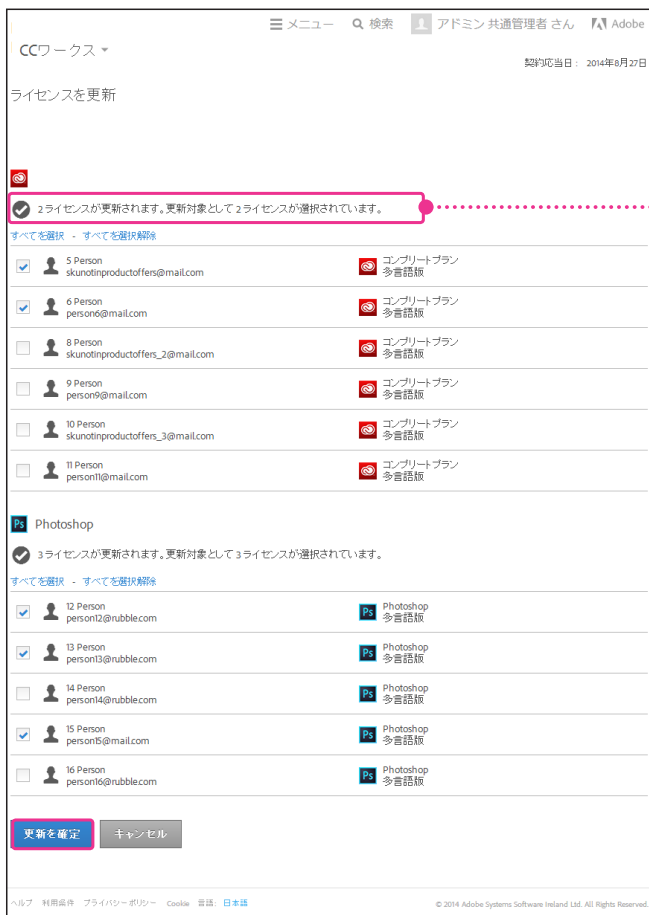 メニュー 検索 アドミン 共通管理者 さん Adobe
CCワークス
契約応当日： 2014年8月27日
ライセンスを更新
2ライセンスが更新されます。更新対象として2ライセンスが選択されています。
すべてを選択 - すべてを選択解除
5 Person
skunotinproductoffers@mail.com
コンプリートプラン
多言語版
6 Person
person6@mail.com
コンプリートプラン
多言語版
8 Person
skunotinproductoffers_2@mail.com
コンプリートプラン
多言語版
9 Person
person9@mail.com
コンプリートプラン
多言語版
10 Person
skunotinproductoffers_3@mail.com
コンプリートプラン
多言語版
11 Person
person11@mail.com
コンプリートプラン
多言語版
Ps Photoshop
3ライセンスが更新されます。更新対象として3ライセンスが選択されています。
すべてを選択 - すべてを選択解除
12 Person
person12@rubble.com
Ps Photoshop
多言語版
13 Person
person13@rubble.com
Ps Photoshop
多言語版
14 Person
person14@rubble.com
Ps Photoshop
多言語版
15 Person
person15@mail.com
Ps Photoshop
多言語版
16 Person
person16@rubble.com
Ps Photoshop
多言語版
更新を確定 キャンセル
ヘルプ 利用条件 プライバシーポリシー Cookie 言語: 日本語
© 2014 Adobe Systems Software Ireland Ltd. All Rights Reserved.